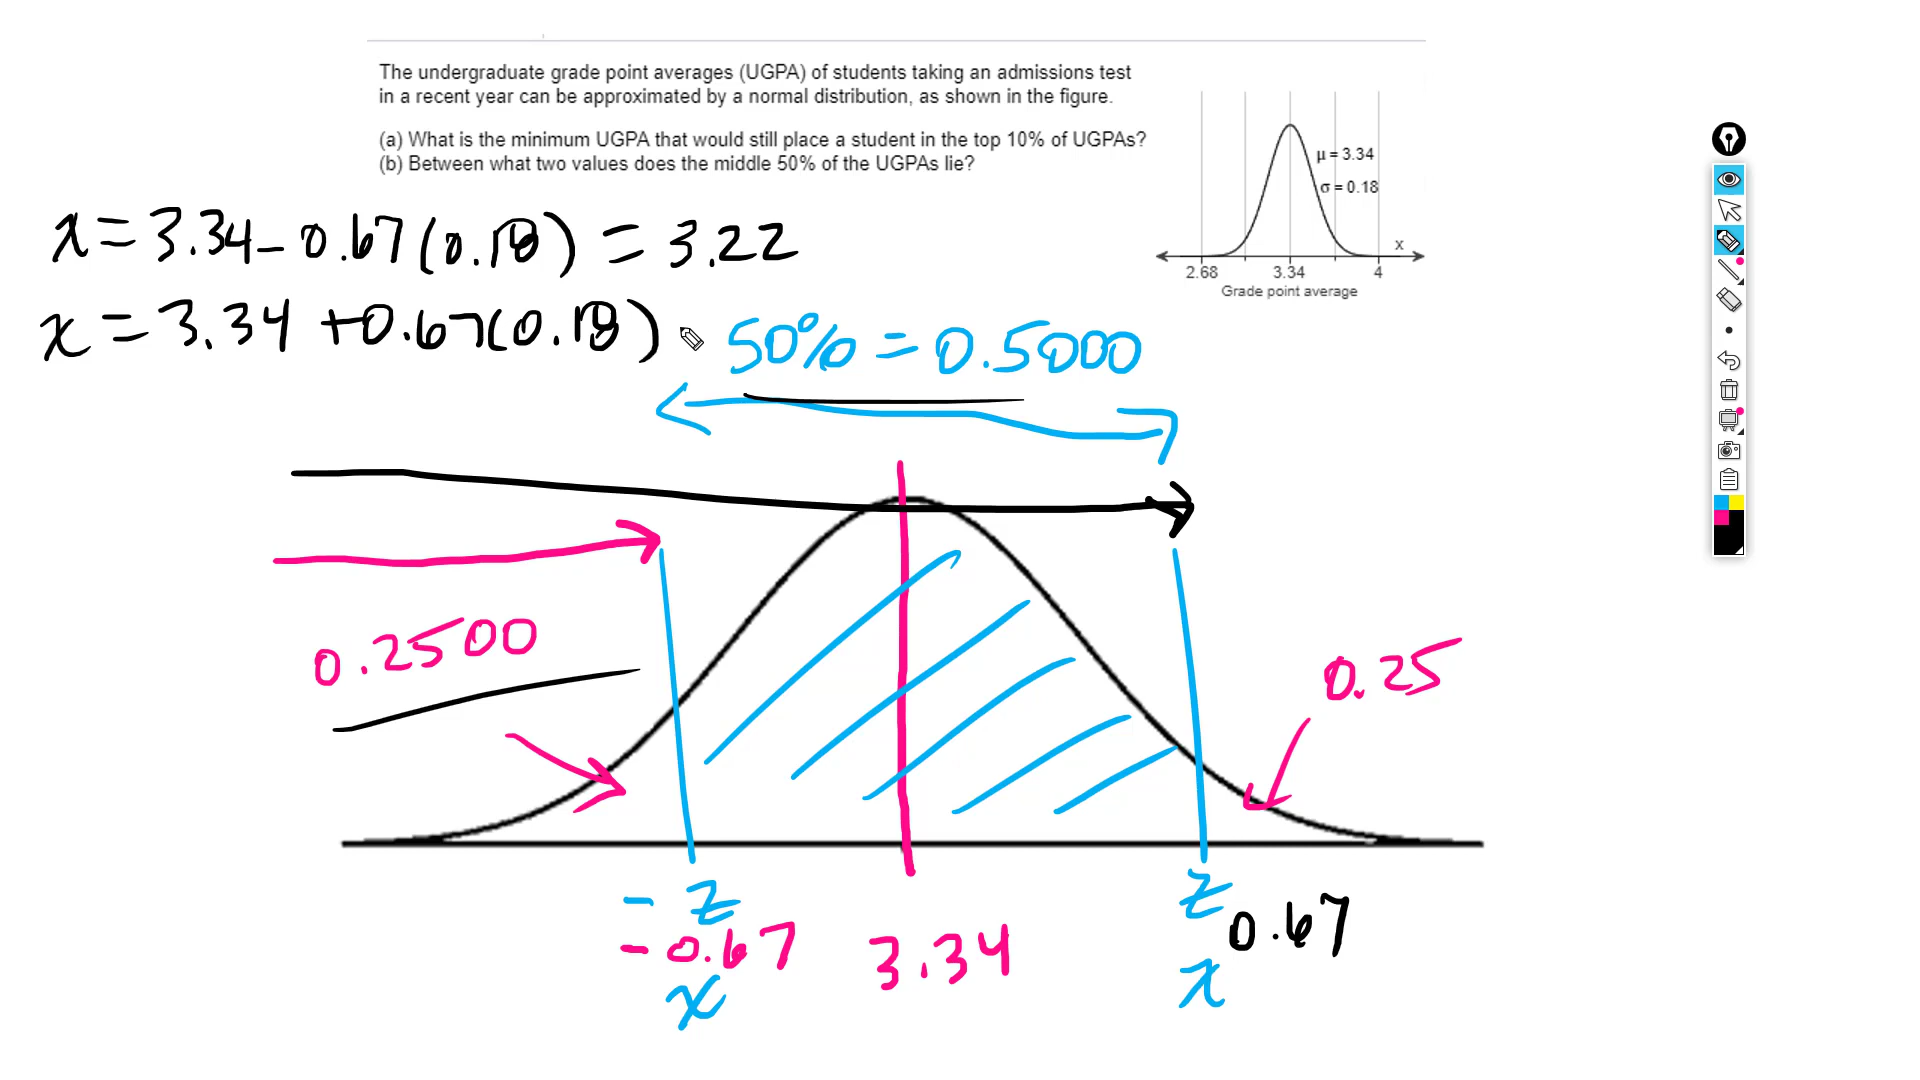 The undergraduate grade point averages (UGPA) of students taking an admissions test
in a recent year can be approximated by a normal distribution, as shown in the figure.
(a) What is the minimum UGPA that would still place a student in the top 10% of UGPAs?
(b) Between what two values does the middle 50% of the UGPAs lie?
μ = 3.34
σ = 0.18
x
2.68 3.34 4
Grade point average
x = 3.34 - 0.67(0.18) = 3.22
x = 3.34 + 0.67(0.18)
50% = 0.5000
0.2500
0.25
- z
z
- 0.67
3.34
0.67
x
x